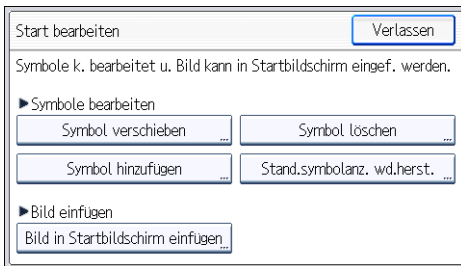 Start bearbeiten
Verlassen
Symbole k. bearbeitet u. Bild kann in Startbildschirm eingef. werden.
►Symbole bearbeiten
Symbol verschieben ...
Symbol löschen ...
Symbol hinzufügen ...
Stand.symbolanz. wd.herst. ...
►Bild einfügen
Bild in Startbildschirm einfügen ...